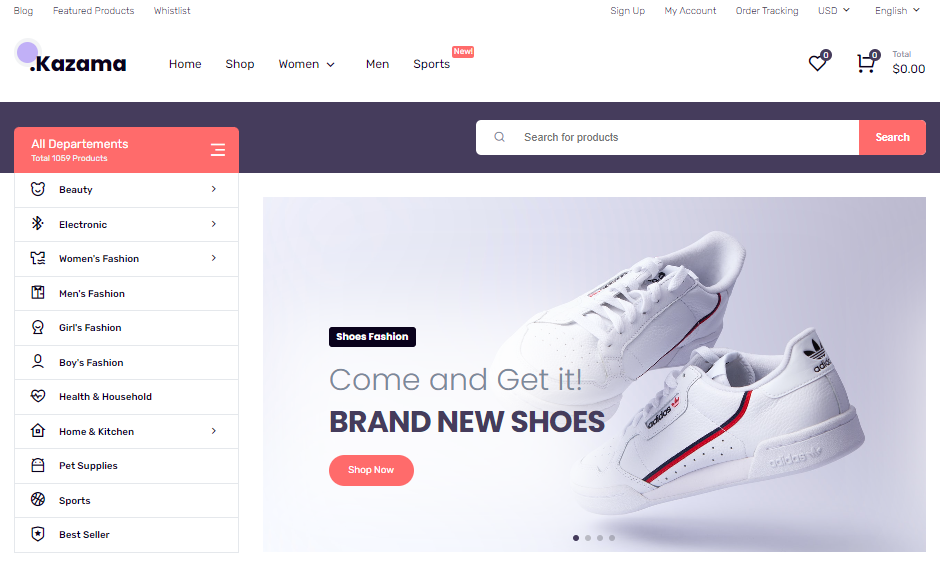 Blog Featured Products Whistlist
Sign Up My Account Order Tracking USD English
.Kazama
Home Shop Women Men Sports New!
0 0 Total
$0.00
All Departements
Total 1059 Products
Search for products Search
Beauty
Electronic
Women's Fashion
Men's Fashion
Girl's Fashion
Boy's Fashion
Health & Household
Home & Kitchen
Pet Supplies
Sports
Best Seller
Shoes Fashion
Come and Get it!
BRAND NEW SHOES
Shop Now
adidas
adidas
adidas